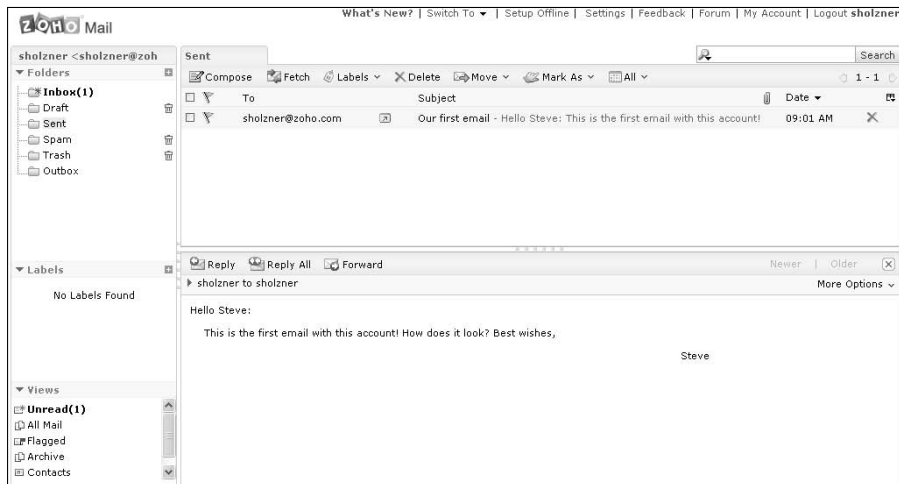 What's New? | Switch To | Setup Offline | Settings | Feedback | Forum | My Account | Logout sholzner
ZOHO Mail
sholzner <sholzner@zoh
Sent
Search
Folders
Compose Fetch Labels Delete Move Mark As All 1 - 1
Inbox(1)
Draft
Sent
Spam
Trash
Outbox
To Subject Date
sholzner@zoho.com Our first email - Hello Steve: This is the first email with this account! 09:01 AM
Labels
No Labels Found
Reply Reply All Forward Newer | Older
sholzner to sholzner More Options
Hello Steve:
This is the first email with this account! How does it look? Best wishes,
Steve
Views
Unread(1)
All Mail
Flagged
Archive
Contacts